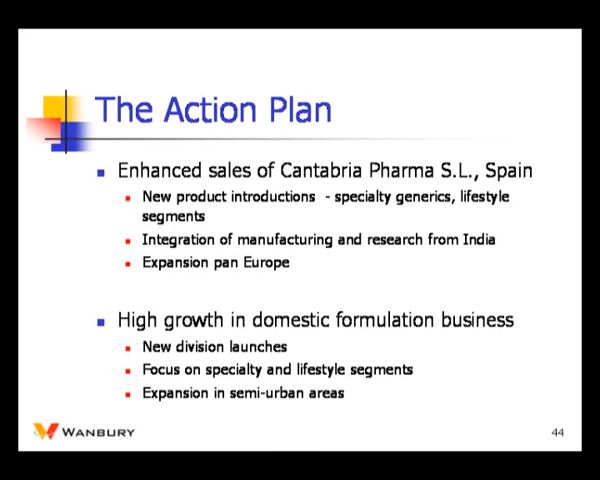 The Action Plan
Enhanced sales of Cantabria Pharma S.L., Spain
New product introductions - specialty generics, lifestyle
segments
Integration of manufacturing and research from India
Expansion pan Europe
High growth in domestic formulation business
New division launches
Focus on specialty and lifestyle segments
Expansion in semi-urban areas
WANBURY
44